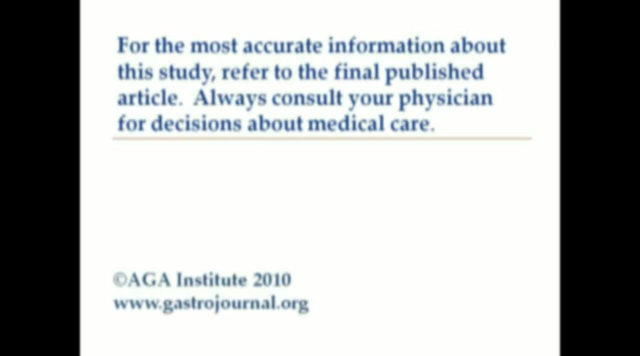 For the most accurate information about
this study, refer to the final published
article. Always consult your physician
for decisions about medical care.
©AGA Institute 2010
www.gastrojournal.org